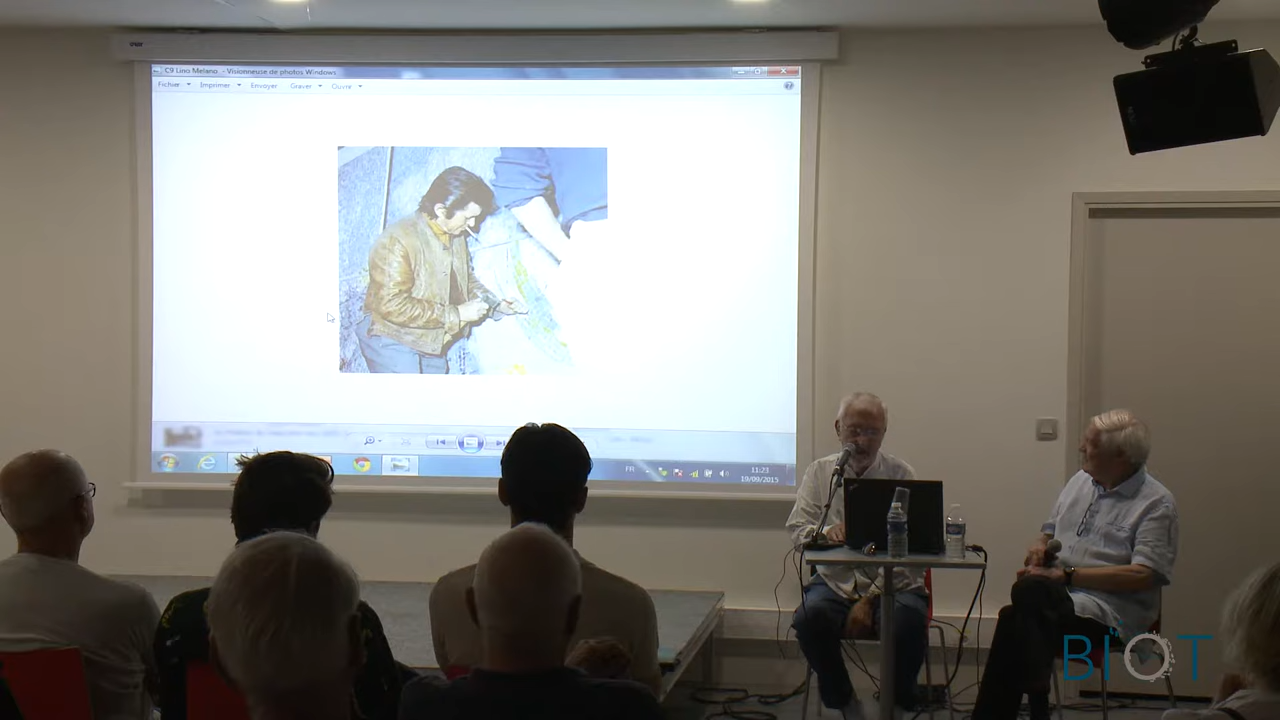 C9 Lino Melano - Visionneuse de photos Windows
Fichier Imprimer Envoyer Graver Ouvrir
FR
11:23
19/09/2015
BIOT